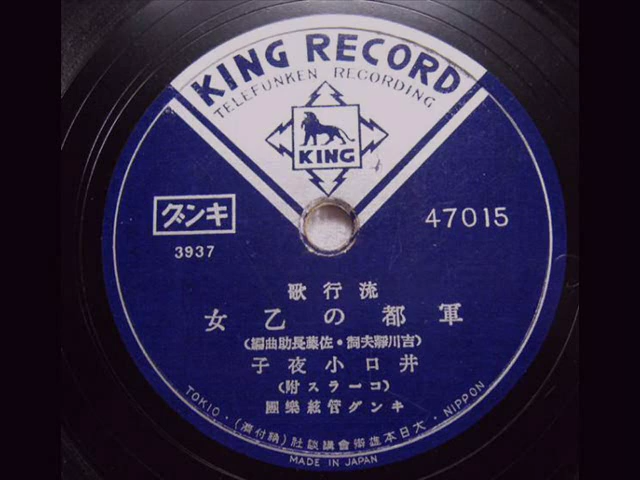 KING RECORD
TELEFUNKEN RECORDING
KING
キング
3937
47015
流行歌
軍都の乙女
(吉川靜夫詞・佐藤長助曲編)
井口小夜子
(コーラス附)
キング管絃樂團
NIPPON・大日本雄辯會講談社(納付濟)・TOKIO
MADE IN JAPAN